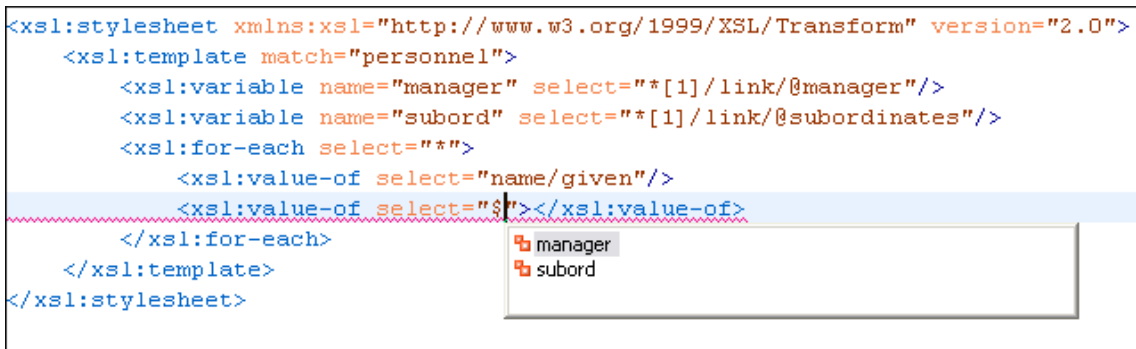 <xsl:stylesheet xmlns:xsl="http://www.w3.org/1999/XSL/Transform" version="2.0">
    <xsl:template match="personnel">
        <xsl:variable name="manager" select="*[1]/link/@manager"/>
        <xsl:variable name="subord" select="*[1]/link/@subordinates"/>
        <xsl:for-each select="*">
            <xsl:value-of select="name/given"/>
            <xsl:value-of select="$"></xsl:value-of>
        </xsl:for-each>
manager
    </xsl:template>
subord
</xsl:stylesheet>